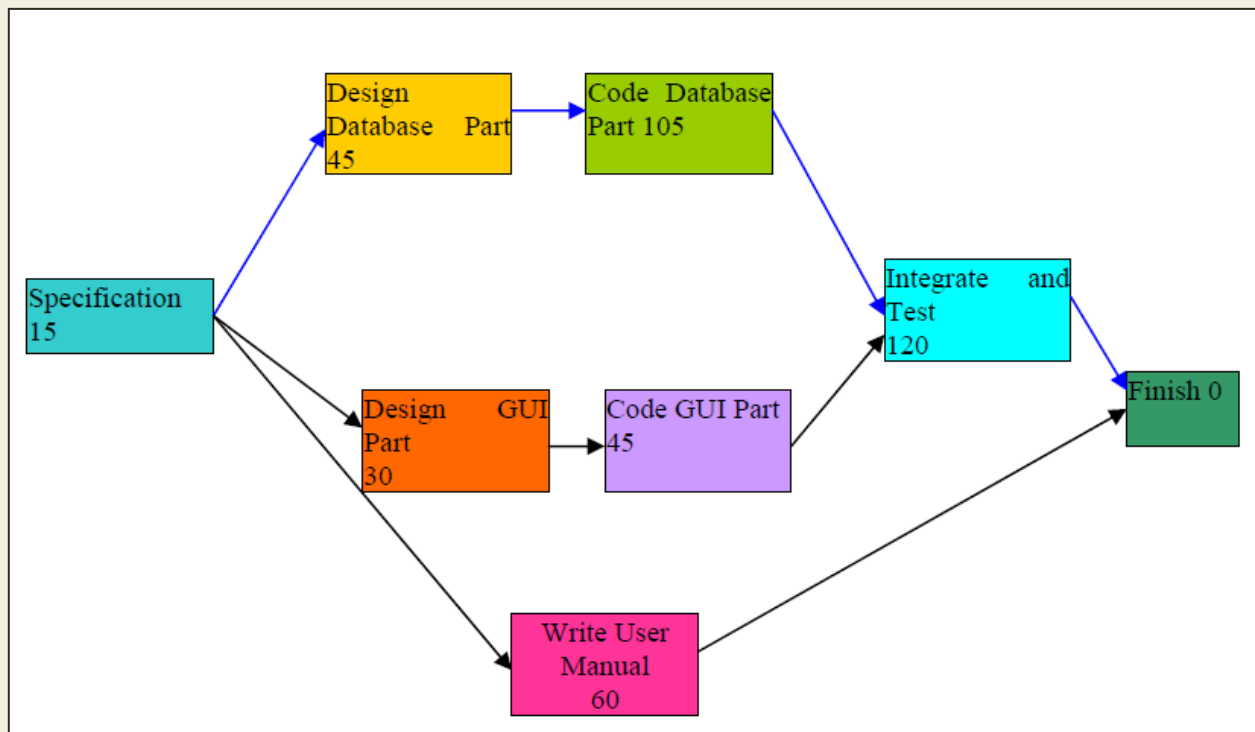 Design
Database Part
45
Code Database
Part 105
Specification
15
Integrate and
Test
120
Finish 0
Design GUI
Part
30
Code GUI Part
45
Write User
Manual
60